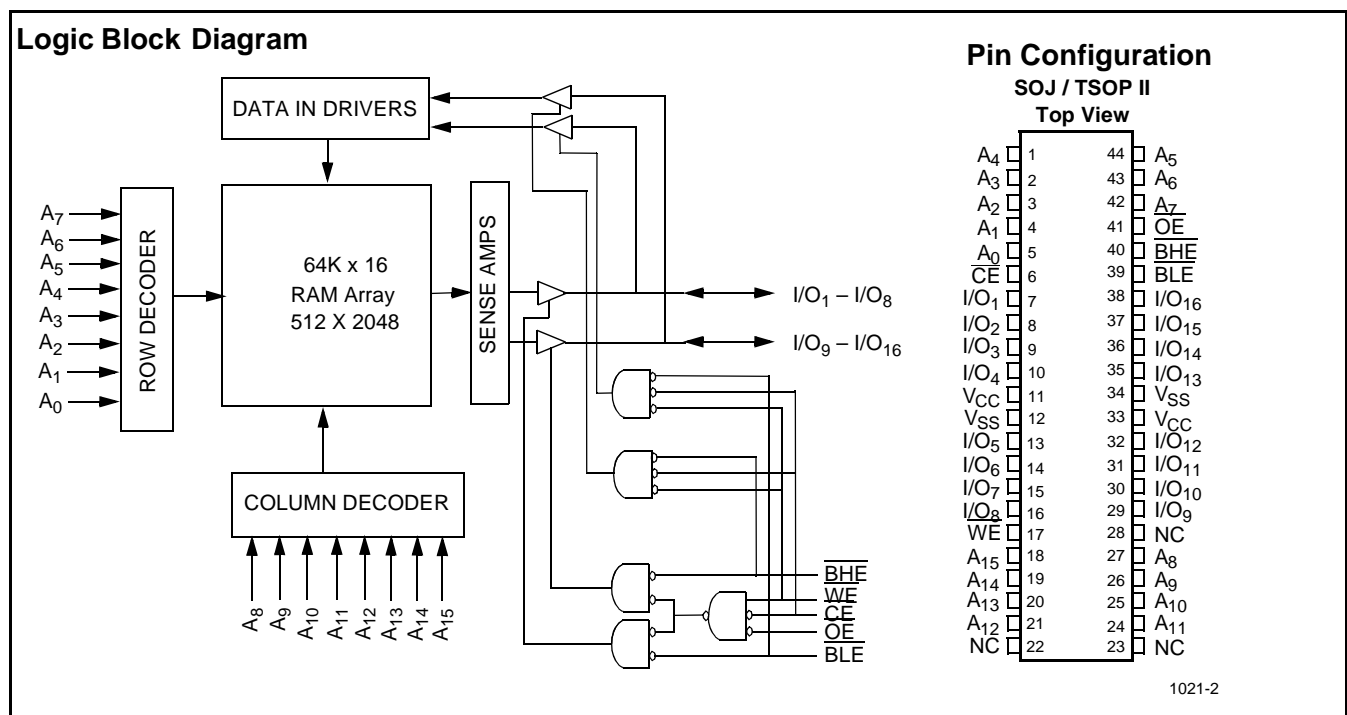 Logic Block Diagram
DATA IN DRIVERS
A7
A6
A5
A4
A3
A2
A1
A0
ROW DECODER
64K x 16
RAM Array
512 X 2048
SENSE AMPS
I/O1 – I/O8
I/O9 – I/O16
COLUMN DECODER
A8
A9
A10
A11
A12
A13
A14
A15
BHE
WE
CE
OE
BLE
Pin Configuration
SOJ / TSOP II
Top View
A4 1 44 A5
A3 2 43 A6
A2 3 42 A7
A1 4 41 OE
A0 5 40 BHE
CE 6 39 BLE
I/O1 7 38 I/O16
I/O2 8 37 I/O15
I/O3 9 36 I/O14
I/O4 10 35 I/O13
VCC 11 34 VSS
VSS 12 33 VCC
I/O5 13 32 I/O12
I/O6 14 31 I/O11
I/O7 15 30 I/O10
I/O8 16 29 I/O9
WE 17 28 NC
A15 18 27 A8
A14 19 26 A9
A13 20 25 A10
A12 21 24 A11
NC 22 23 NC
1021-2